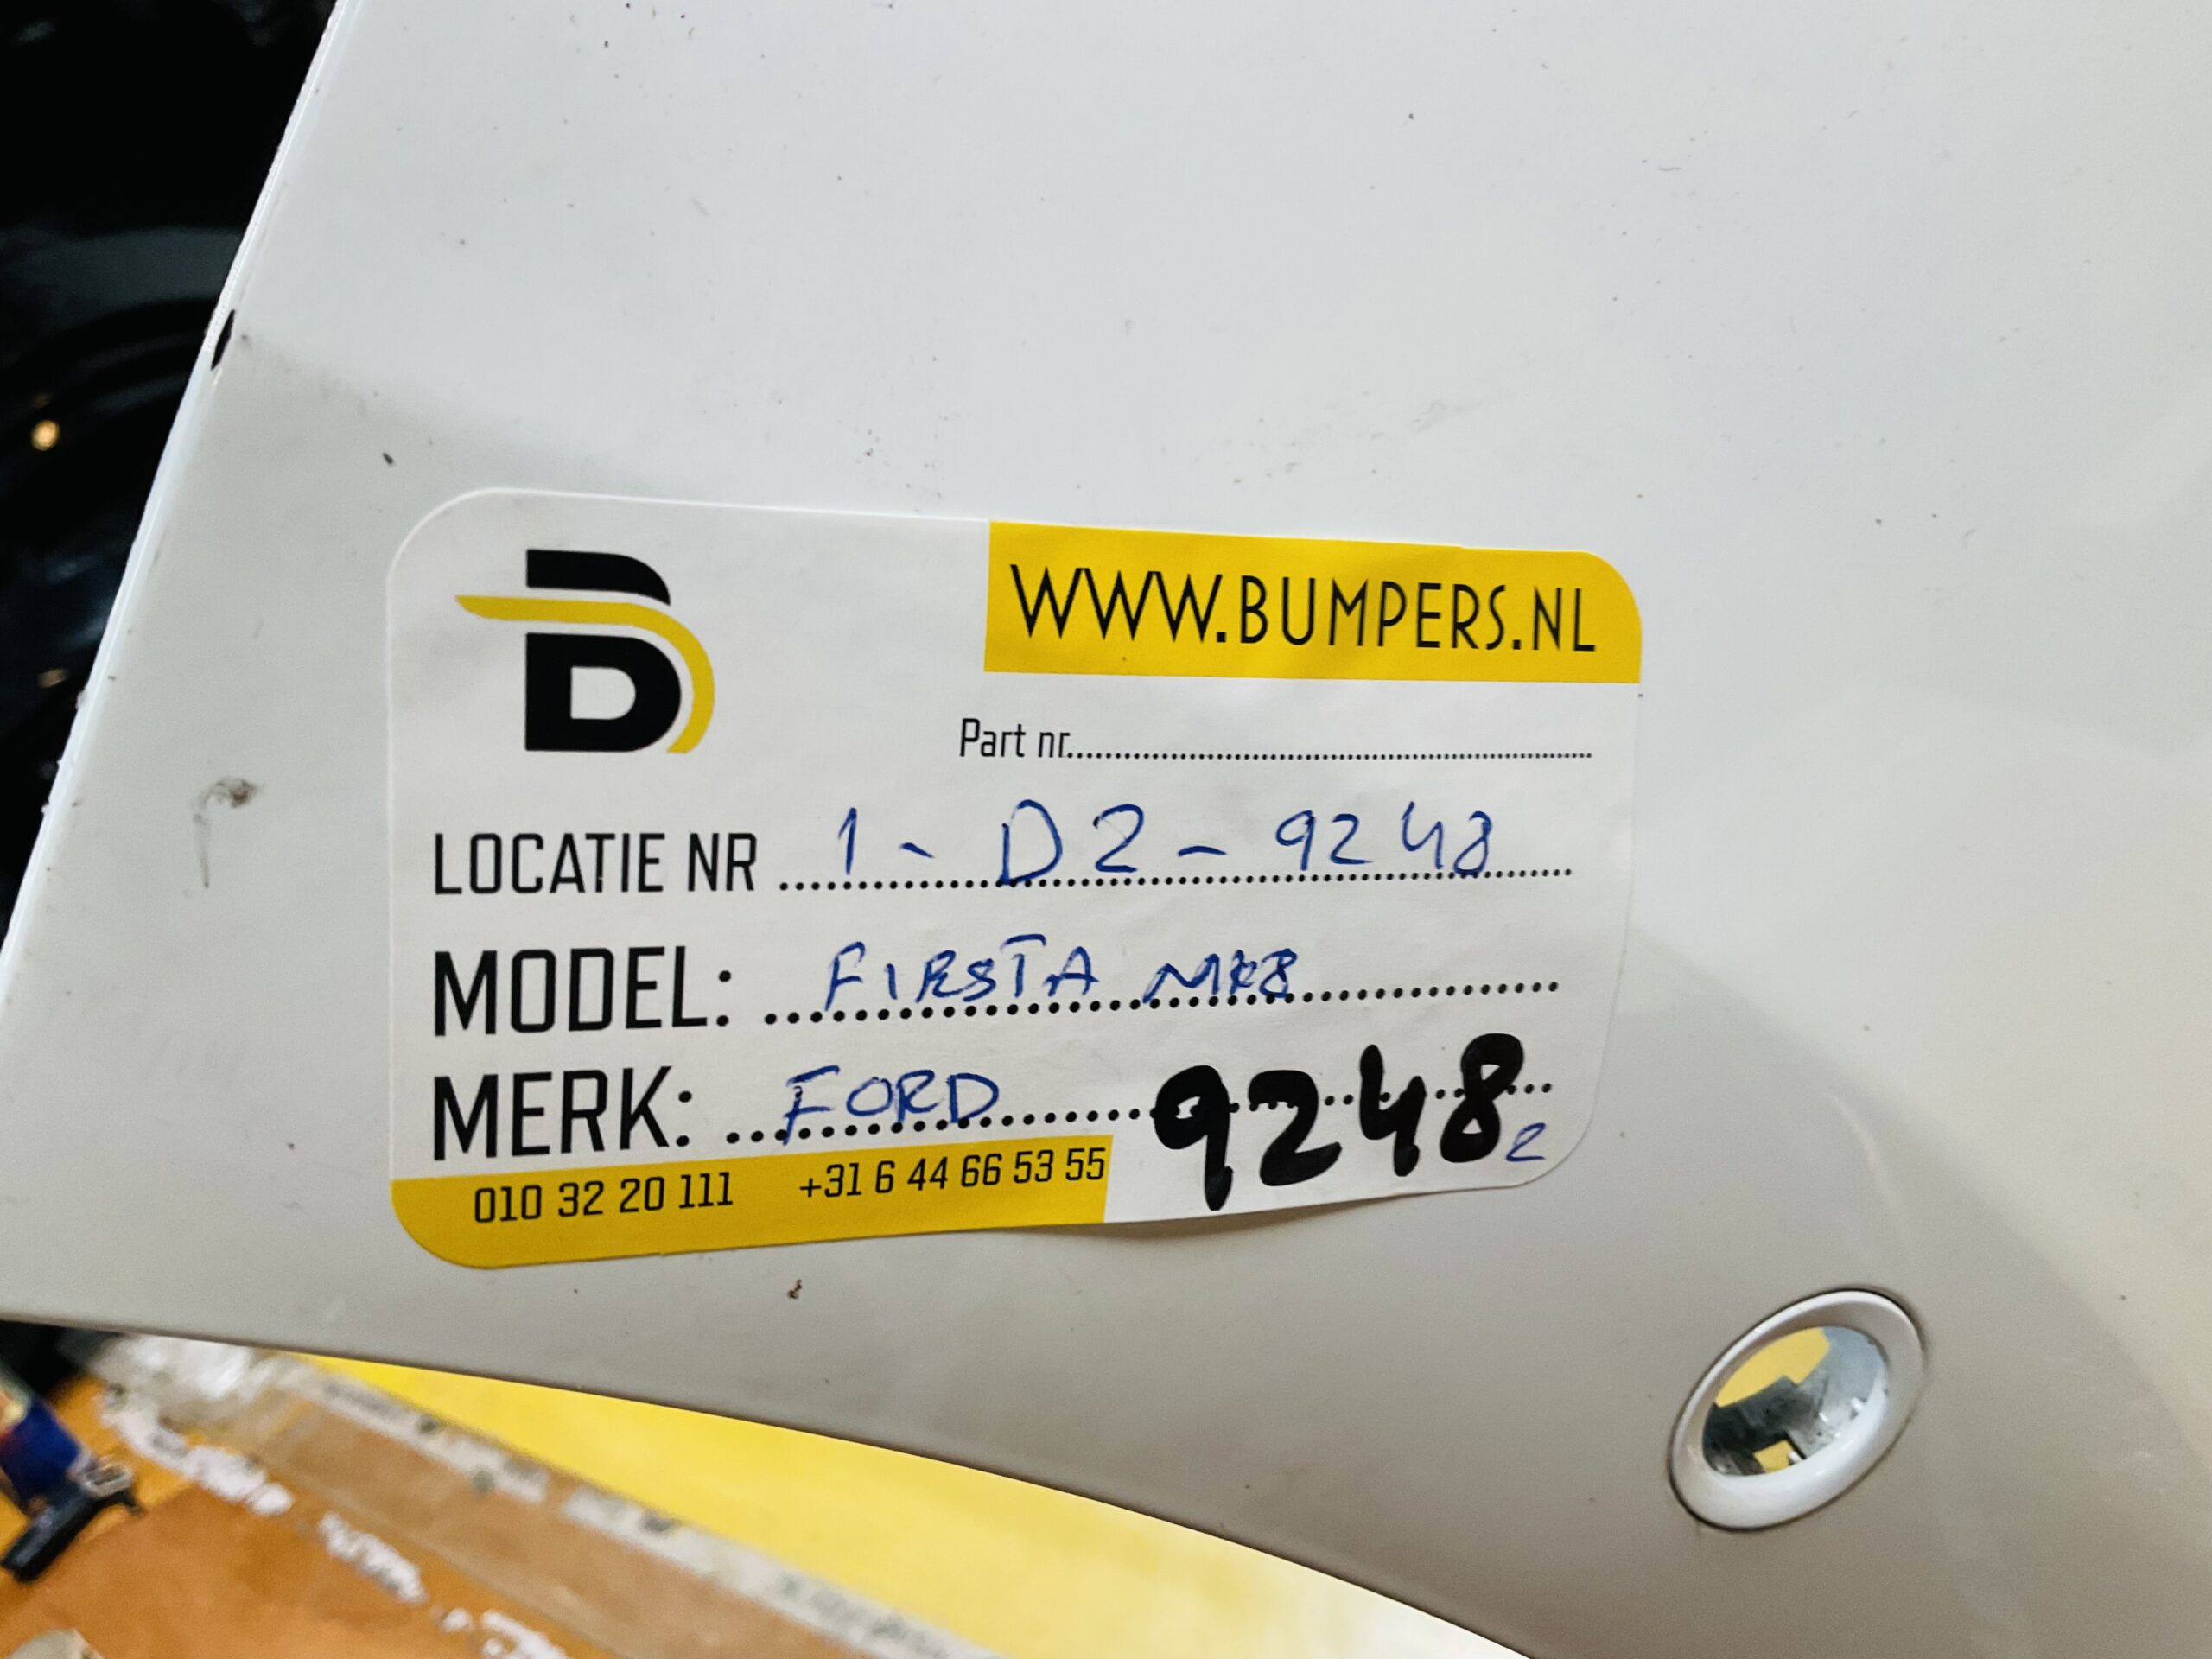 B
WWW.BUMPERS.NL
Part nr.
LOCATIE NR 1 - D2 - 9248
MODEL: FIESTA MK8
MERK: FORD 9248 2
010 32 20 111 +31 6 44 66 53 55